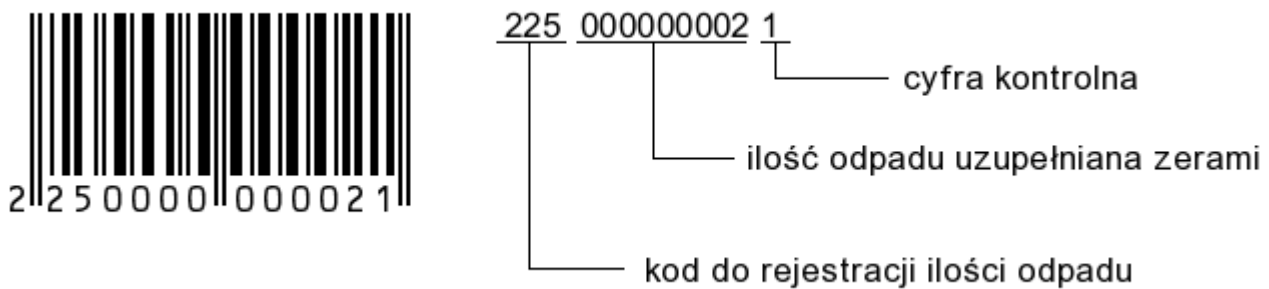 225 000000002 1
cyfra kontrolna
ilość odpadu uzupełniana zerami
2 250000 000021
kod do rejestracji ilości odpadu